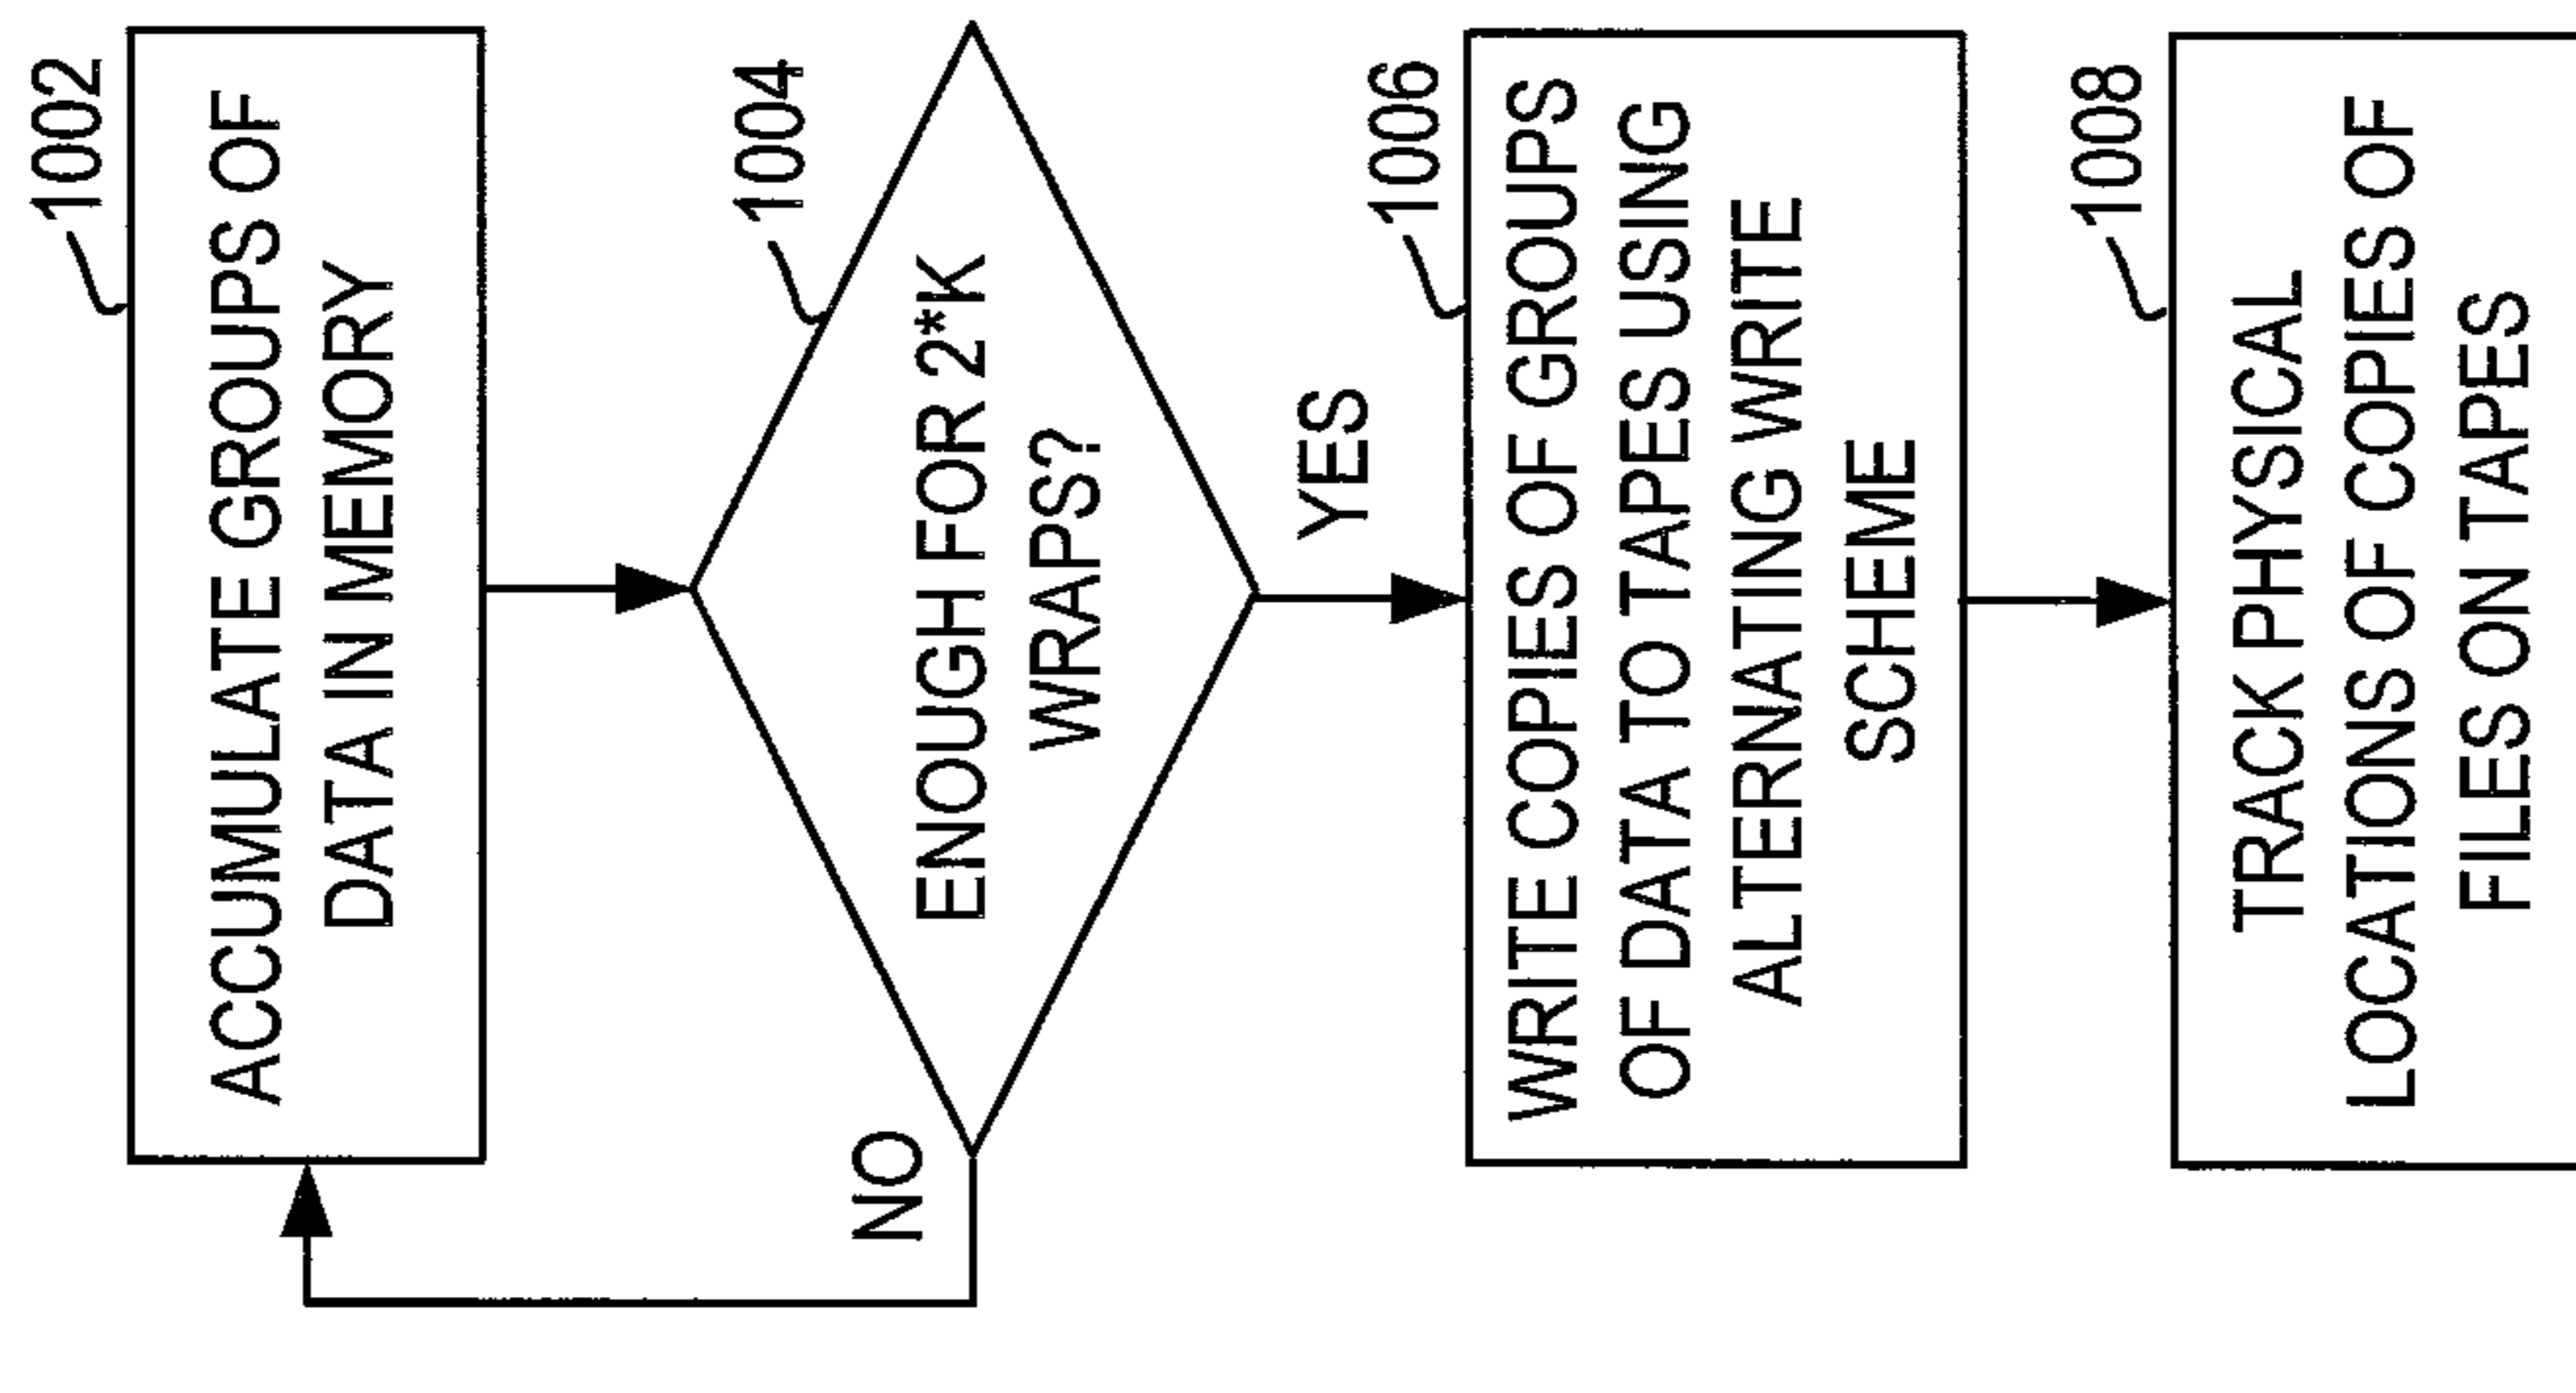 1002
ACCUMULATE GROUPS OF
DATA IN MEMORY
1004
ENOUGH FOR 2*K
WRAPS?
NO
YES
1006
WRITE COPIES OF GROUPS
OF DATA TO TAPES USING
ALTERNATING WRITE
SCHEME
1008
TRACK PHYSICAL
LOCATIONS OF COPIES OF
FILES ON TAPES